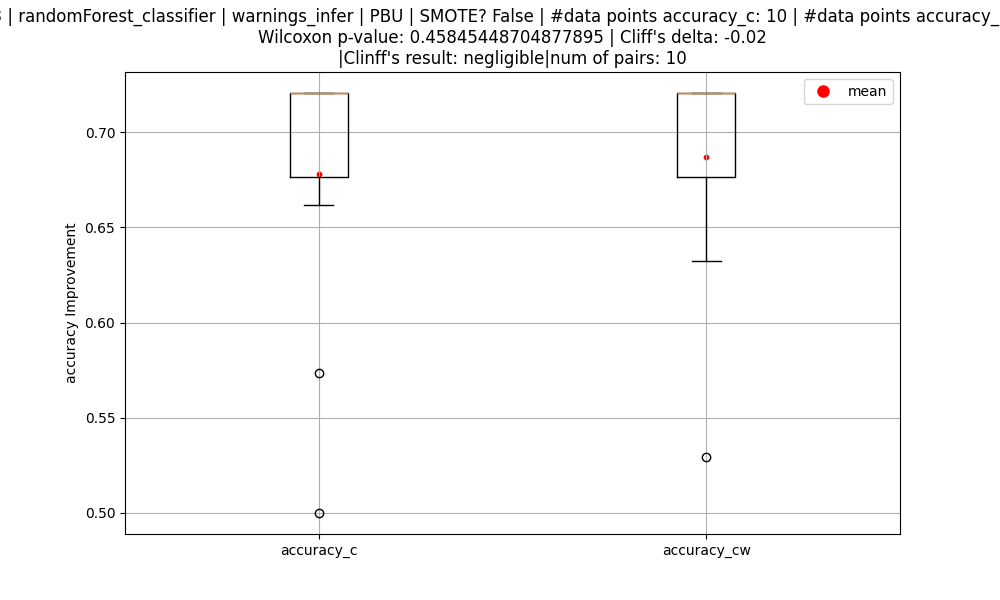 | randomForest_classifier | warnings_infer | PBU | SMOTE? False | #data points accuracy_c: 10 | #data points accuracy_
Wilcoxon p-value: 0.45845448704877895 | Cliff's delta: -0.02
|Clinff's result: negligible|num of pairs: 10
mean
0.70
0.65
0.60
0.55
0.50
accuracy Improvement
accuracy_c
accuracy_cw